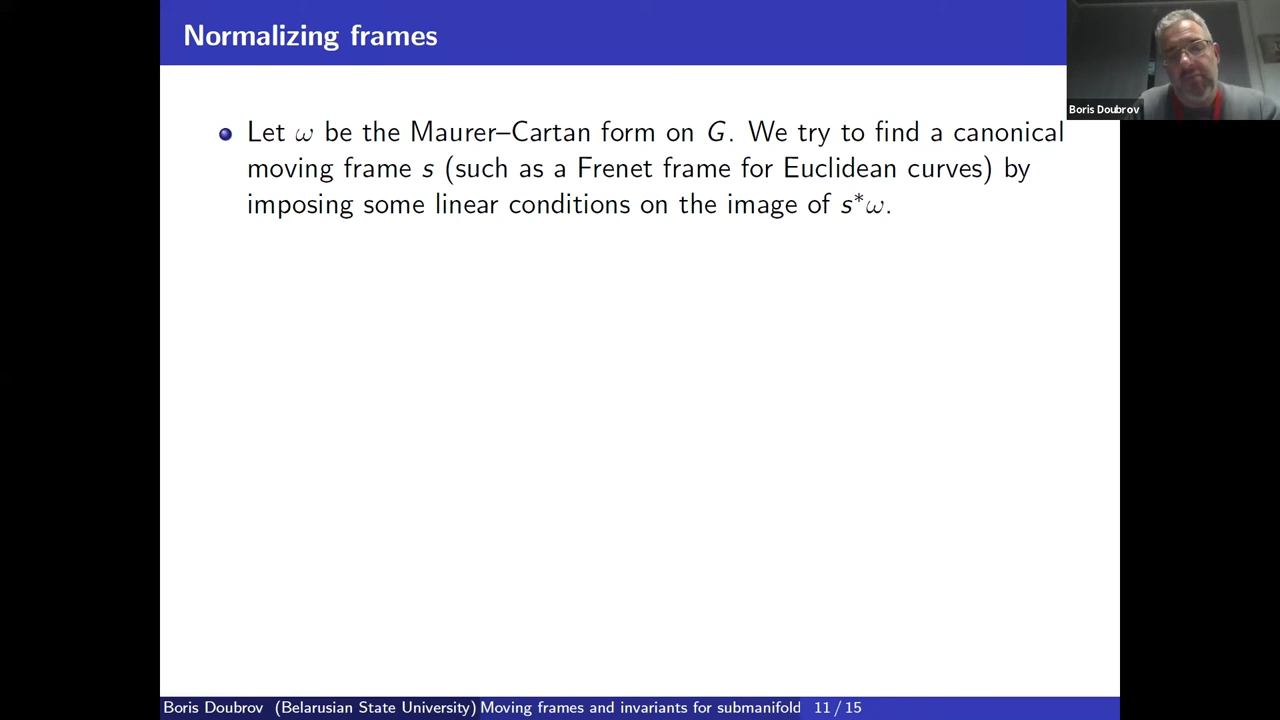 Normalizing frames
Boris Doubrov
Let ω be the Maurer–Cartan form on G. We try to find a canonical
moving frame s (such as a Frenet frame for Euclidean curves) by
imposing some linear conditions on the image of s*ω.
Boris Doubrov (Belarusian State University) Moving frames and invariants for submanifold 11 / 15